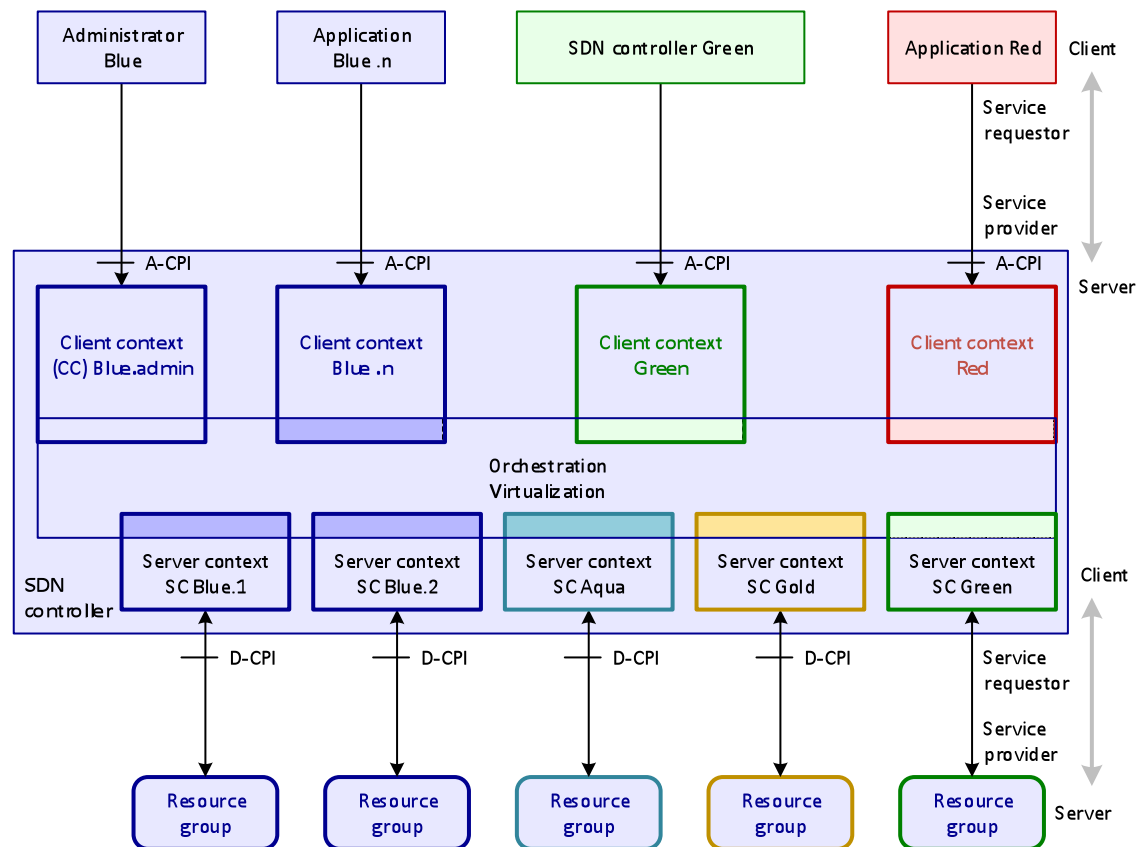 Administrator
Blue
Application
Blue .n
SDN controller Green
Application Red
Client
Service
requestor
Service
provider
A-CPI
A-CPI
A-CPI
A-CPI
Server
Client context
(CC) Blue.admin
Client context
Blue .n
Client context
Green
Client context
Red
Orchestration
Virtualization
Server context
SC Blue.1
Server context
SC Blue.2
Server context
SC Aqua
Server context
SC Gold
Server context
SC Green
SDN
controller
Client
D-CPI
D-CPI
D-CPI
D-CPI
Service
requestor
Service
provider
Resource
group
Resource
group
Resource
group
Resource
group
Resource
group
Server